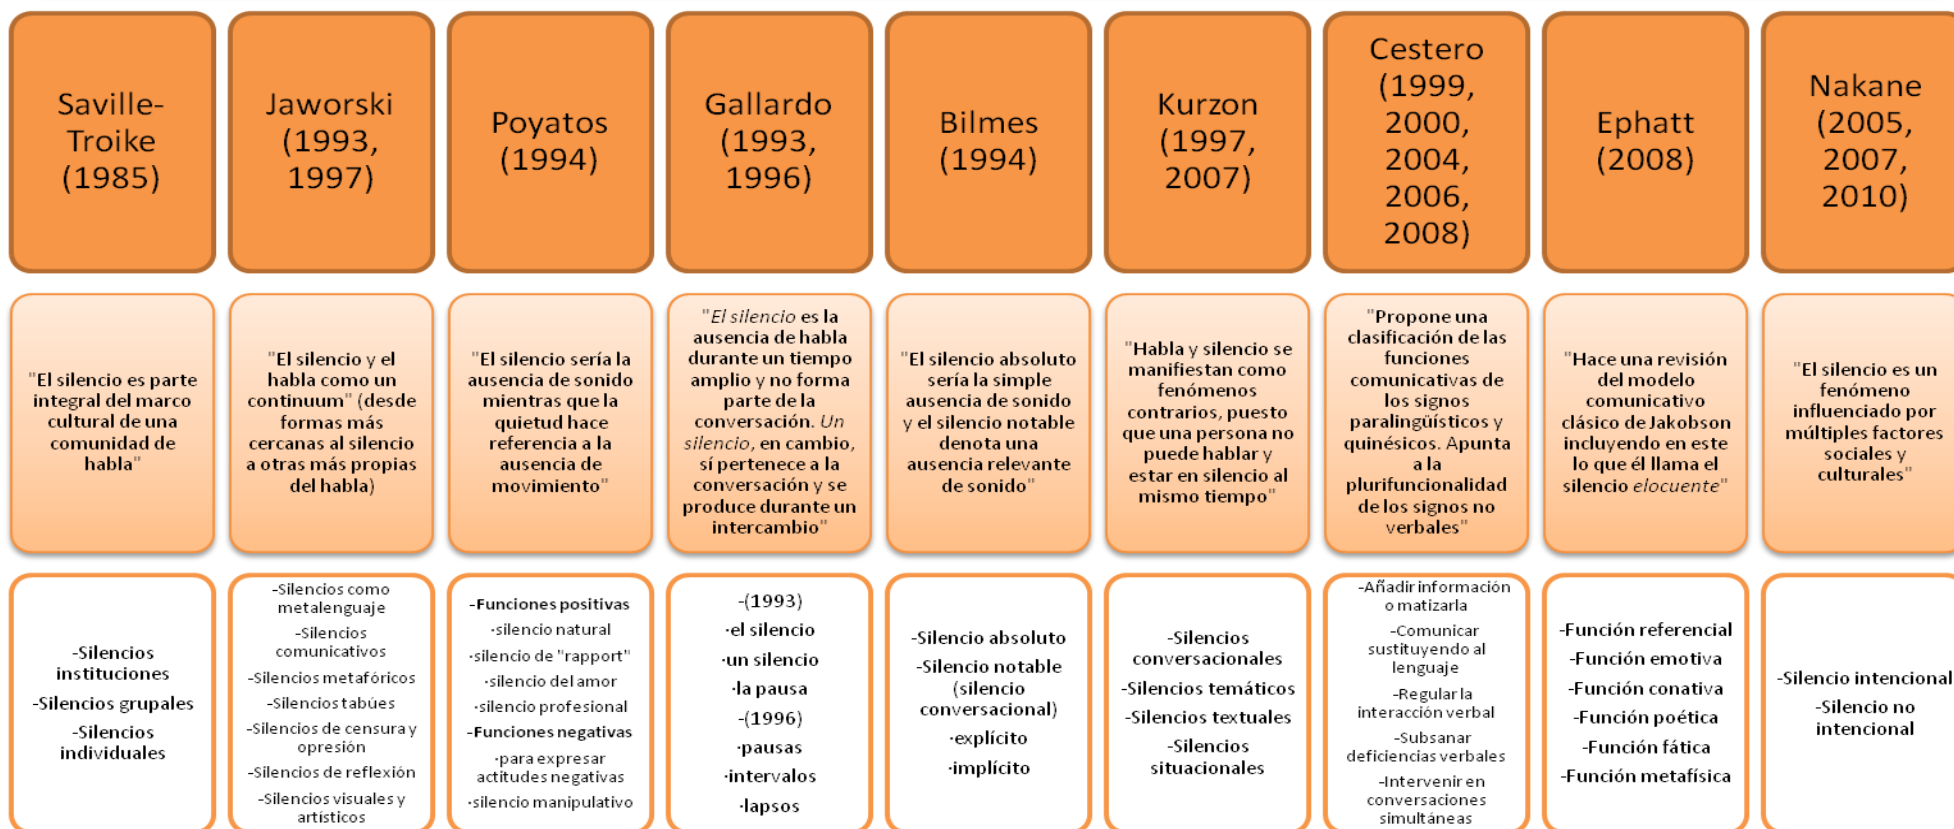 Saville-
Troike
(1985)
Jaworski
(1993,
1997)
Poyatos
(1994)
Gallardo
(1993,
1996)
Bilmes
(1994)
Kurzon
(1997,
2007)
Cestero
(1999,
2000,
2004,
2006,
2008)
Ephatt
(2008)
Nakane
(2005,
2007,
2010)
"El silencio es parte
integral del marco
cultural de una
comunidad de
habla"
"El silencio y el
habla como un
continuum" (desde
formas más
cercanas al silencio
a otras más propias
del habla)
"El silencio sería la
ausencia de sonido
mientras que la
quietud hace
referencia a la
ausencia de
movimiento"
"El silencio es la
ausencia de habla
durante un tiempo
amplio y no forma
parte de la
conversación. Un
silencio, en cambio,
sí pertenece a la
conversación y se
produce durante un
intercambio"
"El silencio absoluto
sería la simple
ausencia de sonido
y el silencio notable
denota una
ausencia relevante
de sonido"
"Habla y silencio se
manifiestan como
fenómenos
contrarios, puesto
que una persona no
puede hablar y
estar en silencio al
mismo tiempo"
"Propone una
clasificación de las
funciones
comunicativas de
los signos
paralingüísticos y
quinésicos. Apunta
a la
plurifuncionalidad
de los signos no
verbales"
"Hace una revisión
del modelo
comunicativo
clásico de Jakobson
incluyendo en este
lo que él llama el
silencio elocuente"
"El silencio es un
fenómeno
influenciado por
múltiples factores
sociales y
culturales"
-Silencios
instituciones
-Silencios grupales
-Silencios
individuales
-Silencios como
metalenguaje
-Silencios
comunicativos
-Silencios metafóricos
-Silencios tabúes
-Silencios de censura y
opresión
-Silencios de reflexión
-Silencios visuales y
artísticos
-Funciones positivas
·silencio natural
·silencio de "rapport"
·silencio del amor
·silencio profesional
-Funciones negativas
·para expresar
actitudes negativas
·silencio manipulativo
-(1993)
·el silencio
·un silencio
·la pausa
-(1996)
·pausas
·intervalos
·lapsos
-Silencio absoluto
-Silencio notable
(silencio
conversacional)
·explícito
·implícito
-Silencios
conversacionales
-Silencios temáticos
-Silencios textuales
-Silencios
situacionales
-Añadir información
o matizarla
-Comunicar
sustituyendo al
lenguaje
-Regular la
interacción verbal
-Subsanar
deficiencias verbales
-Intervenir en
conversaciones
simultáneas
-Función referencial
-Función emotiva
-Función conativa
-Función poética
-Función fática
-Función metafísica
-Silencio intencional
-Silencio no
intencional